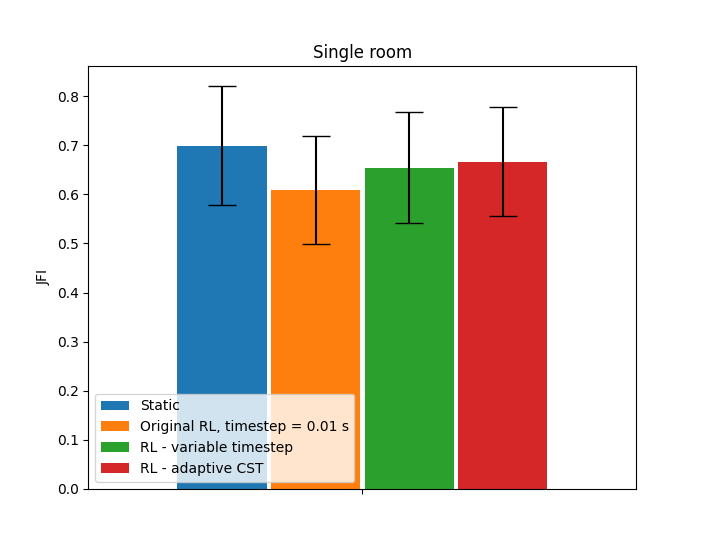 Single room
JFI
0.8
0.7
0.6
0.5
0.4
0.3
0.2
0.1
0.0
Static
Original RL, timestep = 0.01 s
RL - variable timestep
RL - adaptive CST